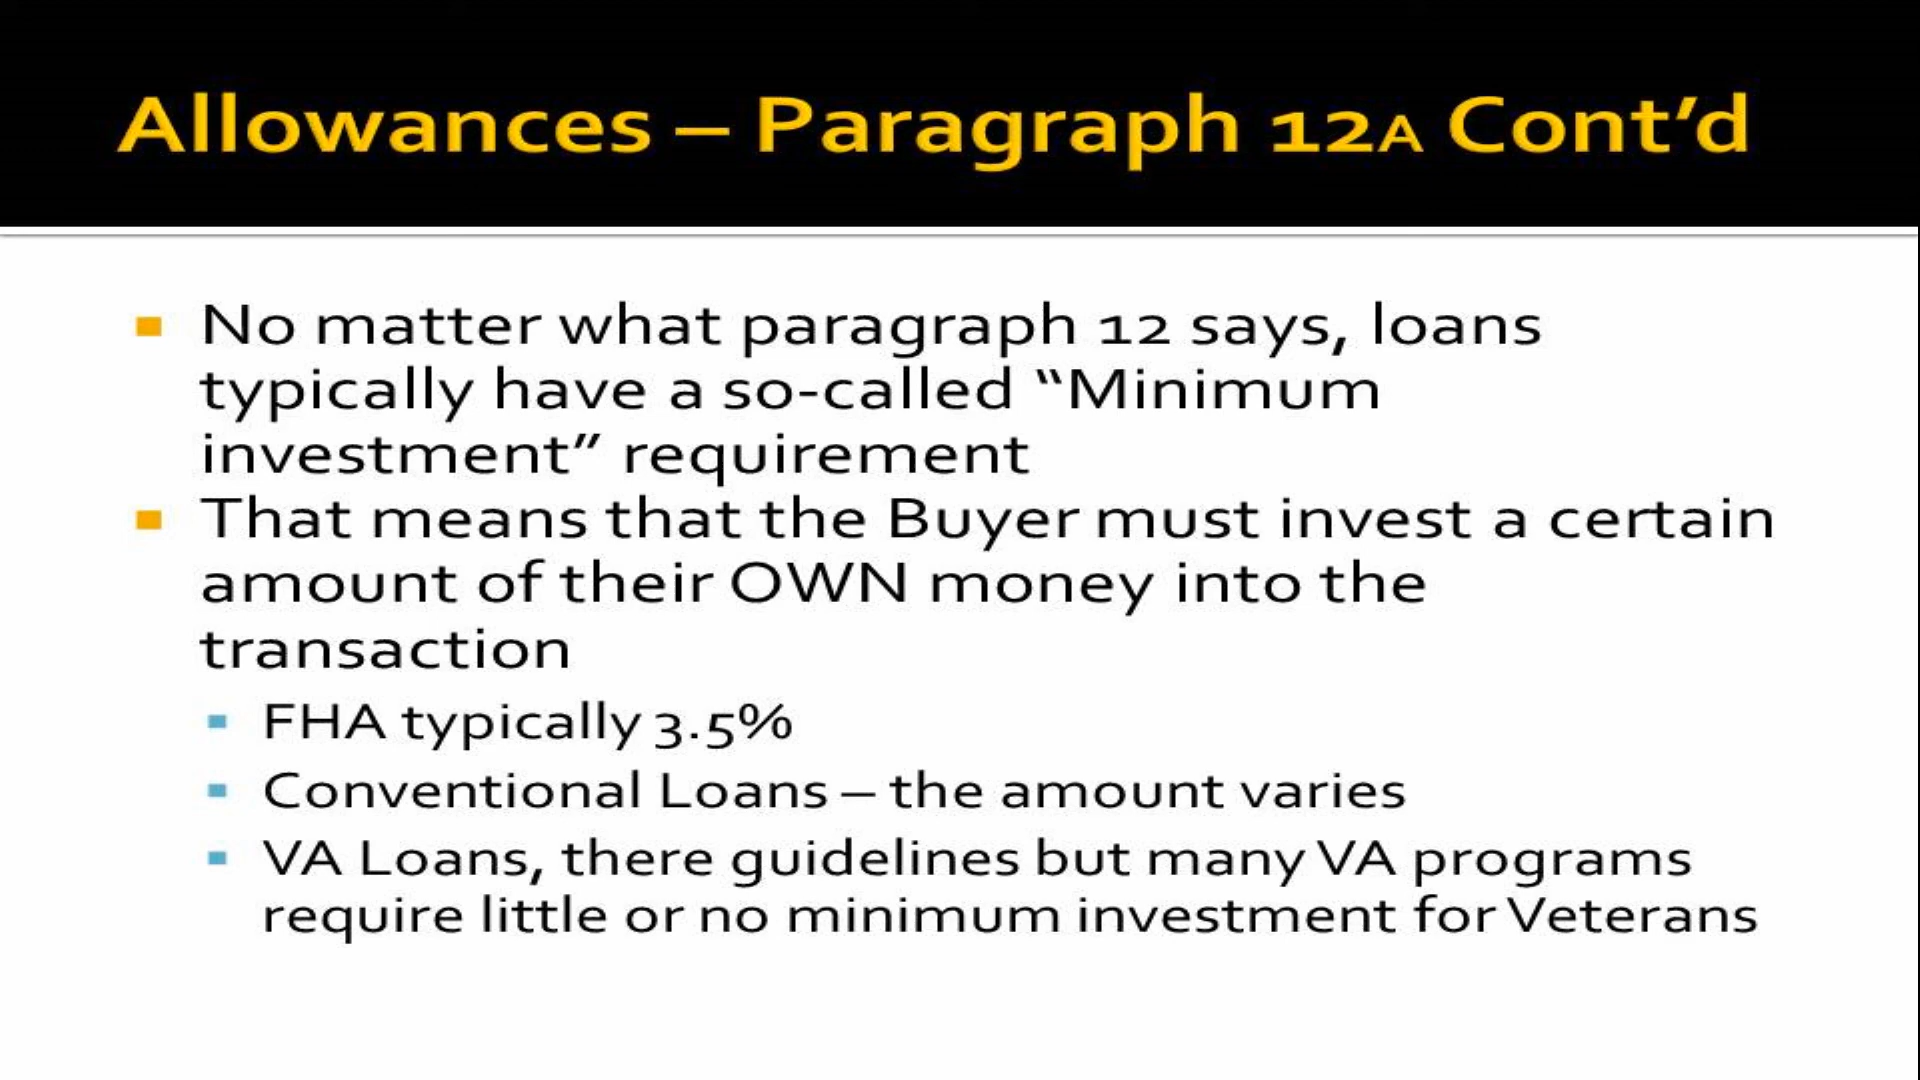 Allowances – Paragraph 12A Cont’d
No matter what paragraph 12 says, loans
typically have a so-called “Minimum
investment” requirement
That means that the Buyer must invest a certain
amount of their OWN money into the
transaction
FHA typically 3.5%
Conventional Loans – the amount varies
VA Loans, there guidelines but many VA programs
require little or no minimum investment for Veterans